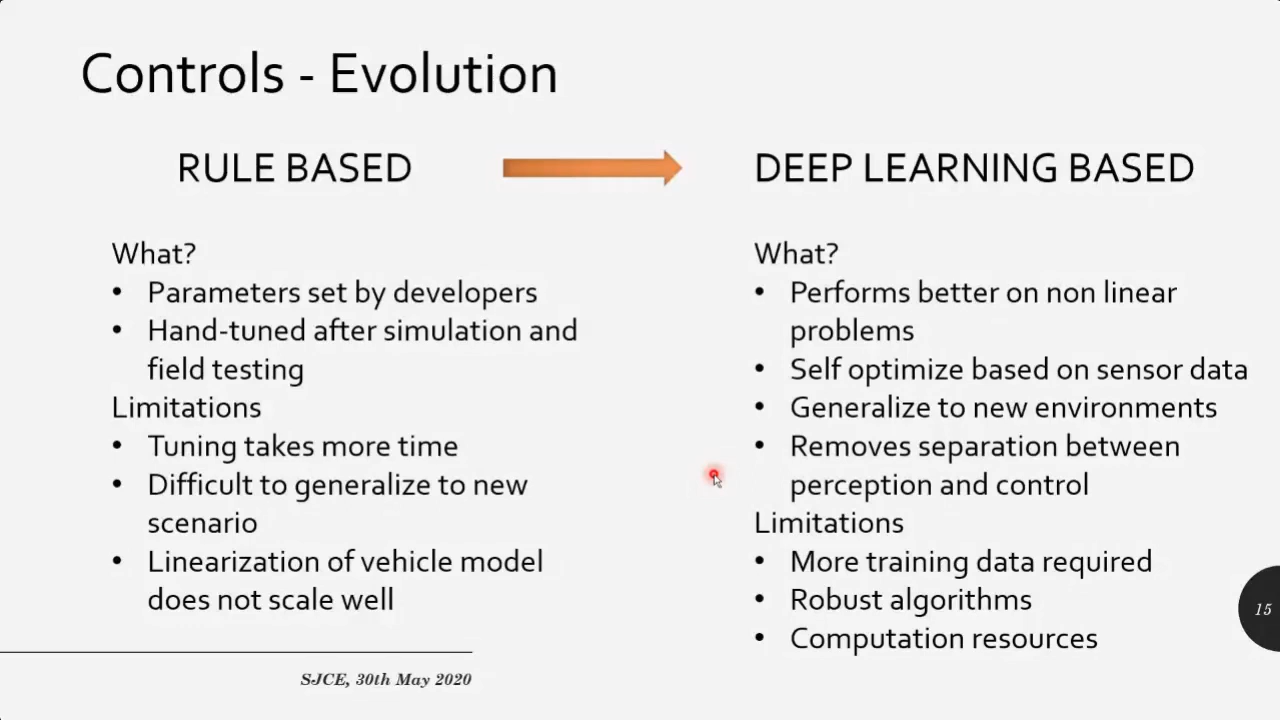 Controls - Evolution
RULE BASED
What?
• Parameters set by developers
• Hand-tuned after simulation and
field testing
Limitations
• Tuning takes more time
• Difficult to generalize to new
scenario
• Linearization of vehicle model
does not scale well
DEEP LEARNING BASED
What?
• Performs better on non linear
problems
• Self optimize based on sensor data
• Generalize to new environments
• Removes separation between
perception and control
Limitations
• More training data required
• Robust algorithms
• Computation resources
15
SJCE, 30th May 2020